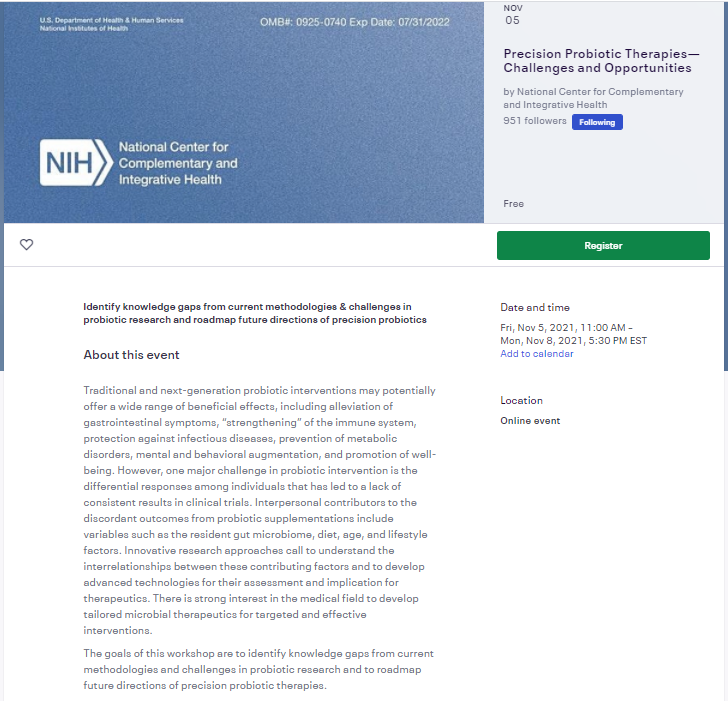 U.S. Department of Health & Human Services
National Institutes of Health
OMB#: 0925-0740 Exp Date: 07/31/2022
NIH
National Center for
Complementary and
Integrative Health
NOV
05
Precision Probiotic Therapies—
Challenges and Opportunities
by National Center for Complementary
and Integrative Health
951 followers Following
Free
Register
Identify knowledge gaps from current methodologies & challenges in
probiotic research and roadmap future directions of precision probiotics
About this event
Traditional and next-generation probiotic interventions may potentially
offer a wide range of beneficial effects, including alleviation of
gastrointestinal symptoms, “strengthening” of the immune system,
protection against infectious diseases, prevention of metabolic
disorders, mental and behavioral augmentation, and promotion of well-
being. However, one major challenge in probiotic intervention is the
differential responses among individuals that has led to a lack of
consistent results in clinical trials. Interpersonal contributors to the
discordant outcomes from probiotic supplementations include
variables such as the resident gut microbiome, diet, age, and lifestyle
factors. Innovative research approaches call to understand the
interrelationships between these contributing factors and to develop
advanced technologies for their assessment and implication for
therapeutics. There is strong interest in the medical field to develop
tailored microbial therapeutics for targeted and effective
interventions.
The goals of this workshop are to identify knowledge gaps from current
methodologies and challenges in probiotic research and to roadmap
future directions of precision probiotic therapies.
Date and time
Fri, Nov 5, 2021, 11:00 AM –
Mon, Nov 8, 2021, 5:30 PM EST
Add to calendar
Location
Online event